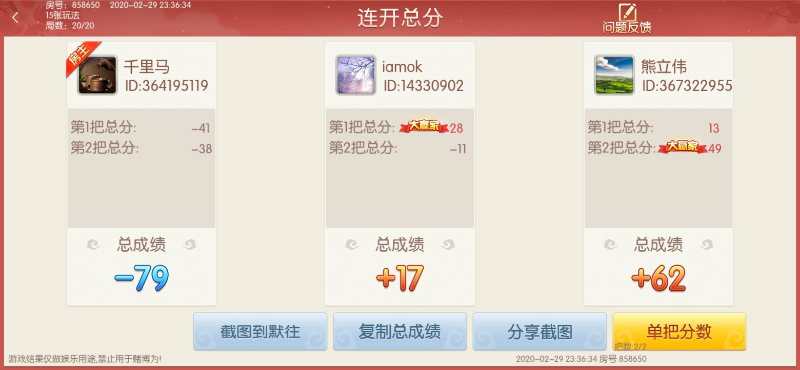 房号：858650 2020-02-29 23:36:34
15张玩法
局数：20/20
连开总分
问题反馈
房主
千里马
ID:364195119
第1把总分: -41
第2把总分: -38
总成绩
-79
iamok
ID:14330902
第1把总分: 大赢家 28
第2把总分: -11
总成绩
+17
熊立伟
ID:367322955
第1把总分: 13
第2把总分: 大赢家 49
总成绩
+62
截图到默往
复制总成绩
分享截图
单把分数
把数:2/2
游戏结果仅做娱乐用途,禁止用于赌博为!
2020-02-29 23:36:34 房号 858650